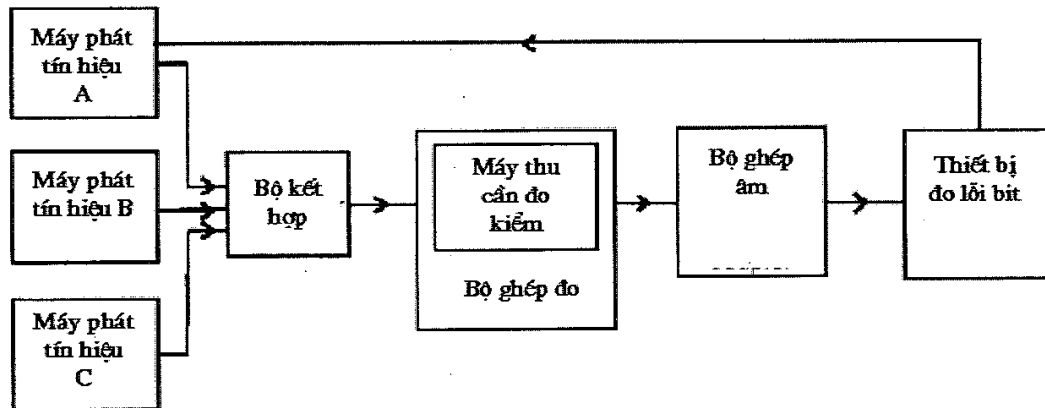 Máy phát
tín hiệu
A
Máy phát
tín hiệu B
Máy phát
tín hiệu
C
Bộ kết
hợp
Máy thu
cần đo
kiểm
Bộ ghép đo
Bộ ghép
âm
Thiết bị
đo lỗi bit